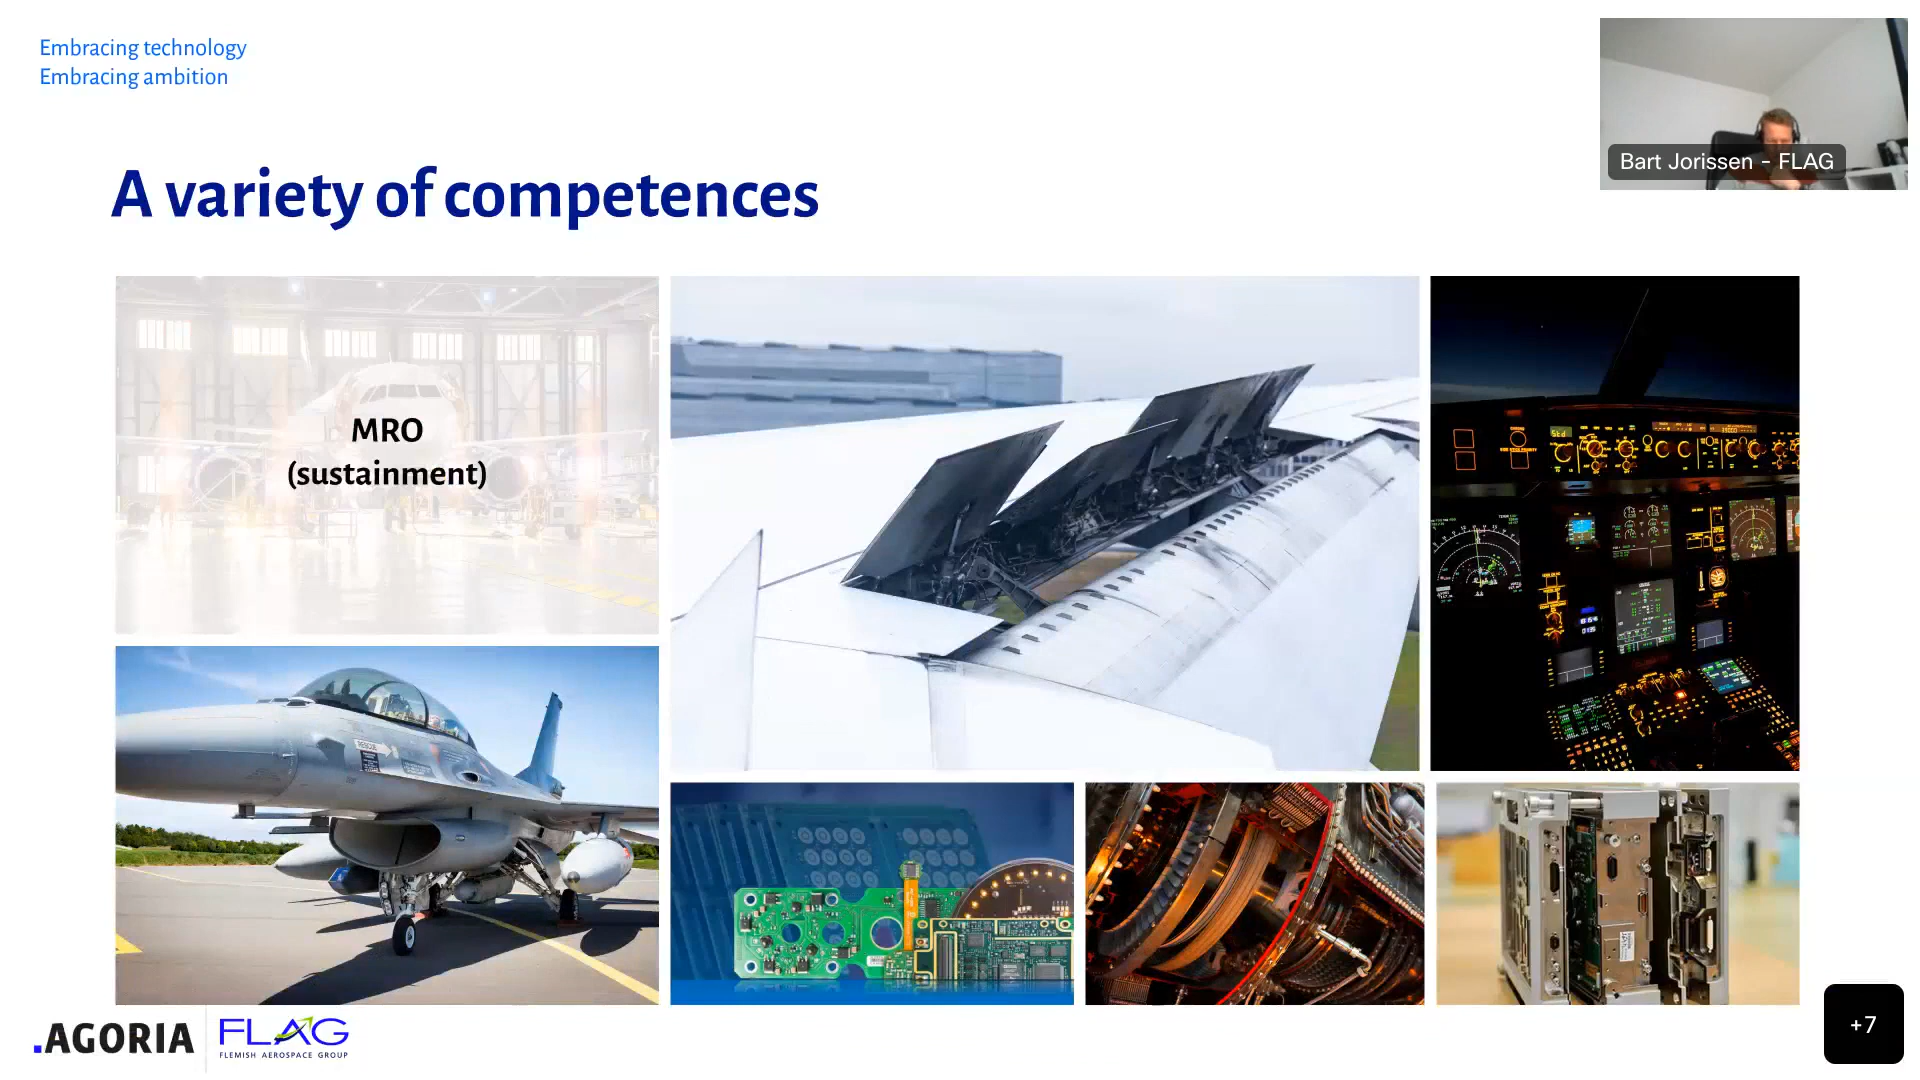 Embracing technology
Embracing ambition
Bart Jorissen - FLAG
A variety of competences
MRO
(sustainment)
RESCUE
.AGORIA
FLAG
FLEMISH AEROSPACE GROUP
+7